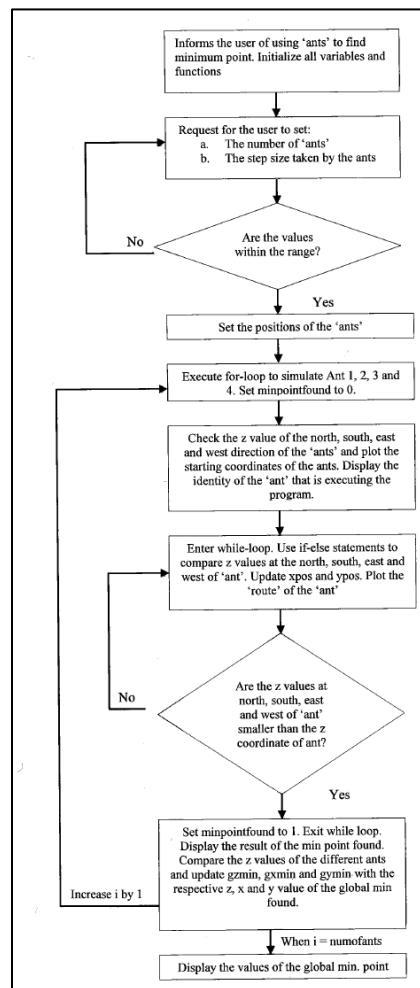 Informs the user of using 'ants' to find
minimum point. Initialize all variables and
functions
Request for the user to set:
a. The number of 'ants'
b. The step size taken by the ants
No
Are the values
within the range?
Yes
Set the positions of the 'ants'
Execute for-loop to simulate Ant 1, 2, 3 and
4. Set minpointfound to 0.
Check the z value of the north, south, east
and west direction of the 'ants' and plot the
starting coordinates of the ants. Display the
identity of the 'ant' that is executing the
program.
Enter while-loop. Use if-else statements to
compare z values at the north, south, east and
west of 'ant'. Update xpos and ypos. Plot the
'route' of the 'ant'
No
Are the z values at
north, south, east
and west of 'ant'
smaller than the z
coordinate of ant?
Yes
Set minpointfound to 1. Exit while loop.
Display the result of the min point found.
Compare the z values of the different ants
and update gzmin, gxmin and gymin with the
respective z, x and y value of the global min
found.
Increase i by 1
When i = numofants
Display the values of the global min. point